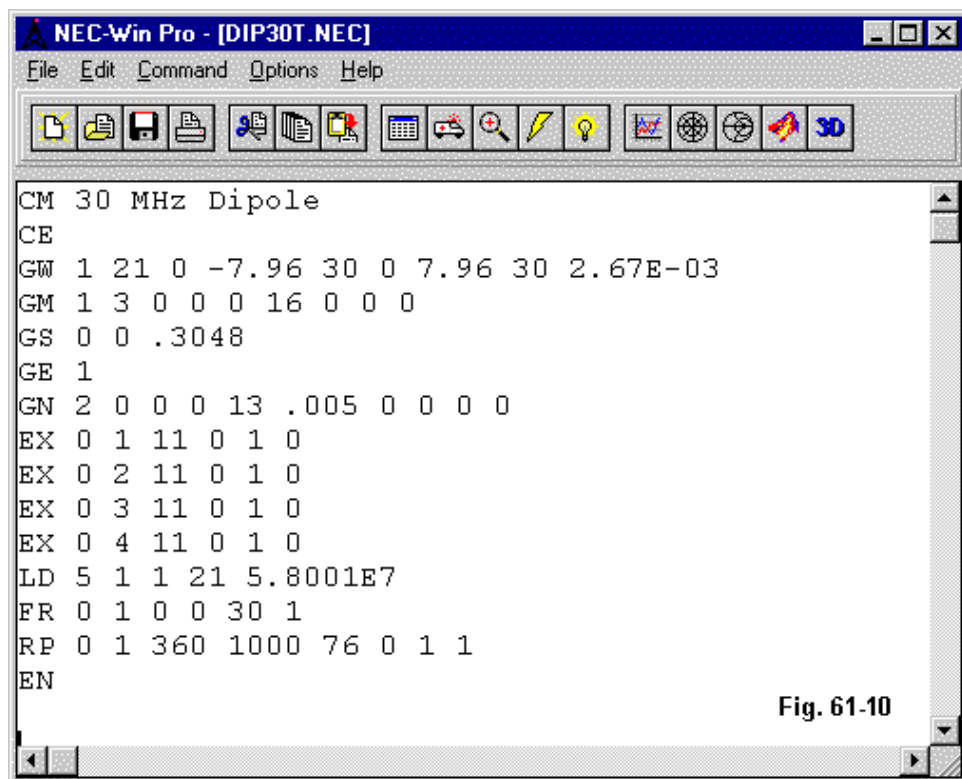 NEC-Win Pro - [DIP30T.NEC]
File Edit Command Options Help
3D
CM 30 MHz Dipole
CE
GW 1 21 0 -7.96 30 0 7.96 30 2.67E-03
GM 1 3 0 0 0 16 0 0 0
GS 0 0 .3048
GE 1
GN 2 0 0 0 13 .005 0 0 0 0
EX 0 1 11 0 1 0
EX 0 2 11 0 1 0
EX 0 3 11 0 1 0
EX 0 4 11 0 1 0
LD 5 1 1 21 5.8001E7
FR 0 1 0 0 30 1
RP 0 1 360 1000 76 0 1 1
EN
Fig. 61-10